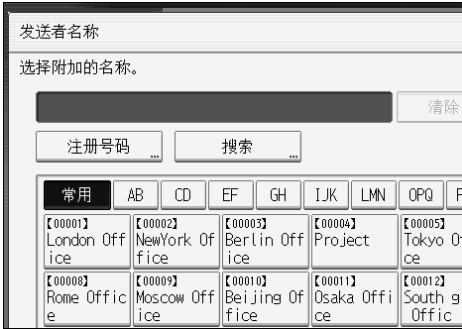 发送者名称
选择附加的名称。
清除
注册号码
搜索
常用 AB CD EF GH IJK LMN OPQ
【00001】 【00002】 【00003】 【00004】 【00005】
London Off NewYork Of Berlin Off Project Tokyo O
ice ffice ice ce
【00008】 【00009】 【00010】 【00011】 【00012】
Rome Offic Moscow Off Beijing Of Osaka Offi South g
e ice fice ce Offic